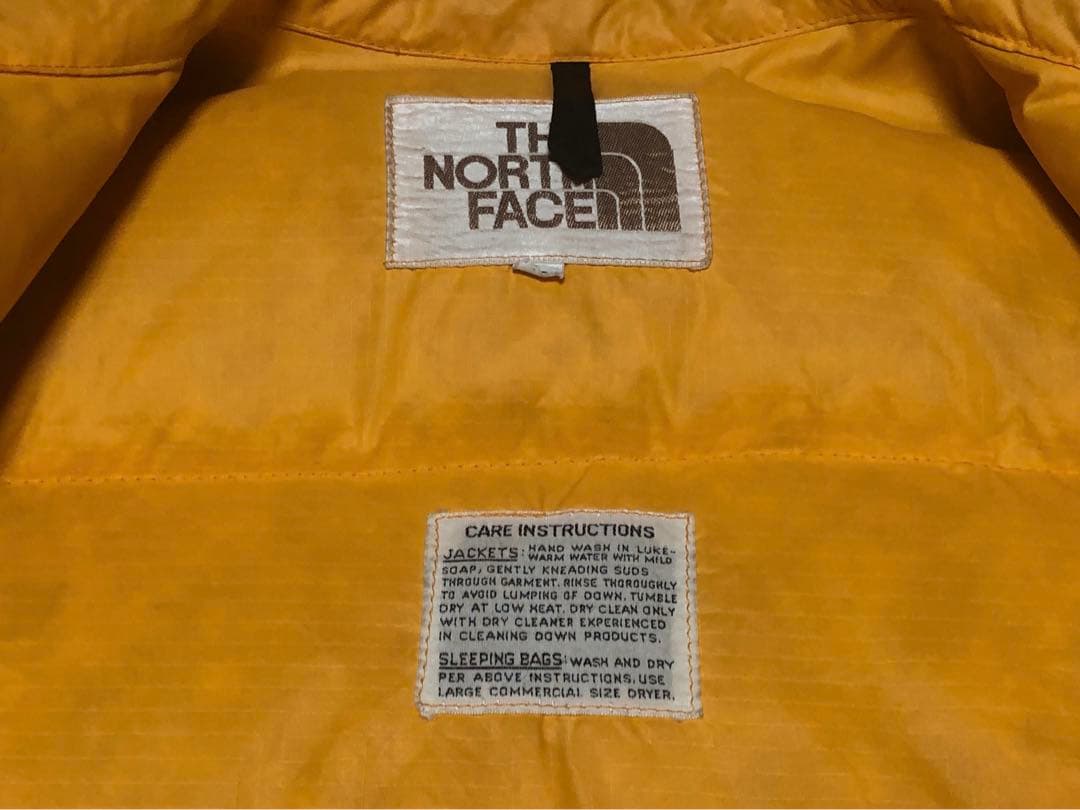 THE
NORTH
FACE
CARE INSTRUCTIONS
JACKETS: HAND WASH IN LUKE-
WARM WATER WITH MILD
SOAP, GENTLY KNEADING SUDS
THROUGH GARMENT. RINSE THOROUGHLY
TO AVOID LUMPING OF DOWN. TUMBLE
DRY AT LOW HEAT. DRY CLEAN ONLY
WITH DRY CLEANER EXPERIENCED
IN CLEANING DOWN PRODUCTS.
SLEEPING BAGS: WASH AND DRY
PER ABOVE INSTRUCTIONS. USE
LARGE COMMERCIAL SIZE DRYER.